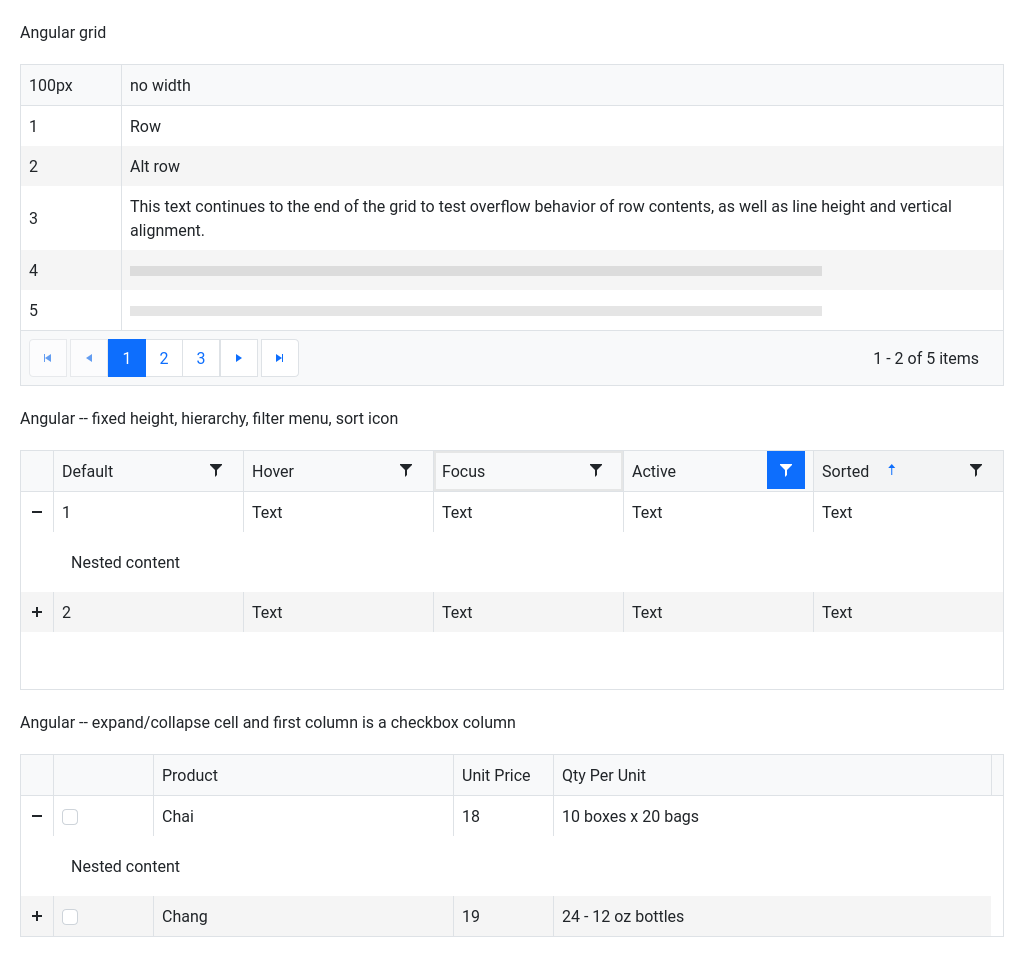 Angular grid
100px no width
1 Row
2 Alt row
3 This text continues to the end of the grid to test overflow behavior of row contents, as well as line height and vertical
alignment.
4
5
1 2 3 1 - 2 of 5 items
Angular -- fixed height, hierarchy, filter menu, sort icon
Default Hover Focus Active Sorted
1 Text Text Text Text
Nested content
2 Text Text Text Text
Angular -- expand/collapse cell and first column is a checkbox column
Product Unit Price Qty Per Unit
Chai 18 10 boxes x 20 bags
Nested content
Chang 19 24 - 12 oz bottles